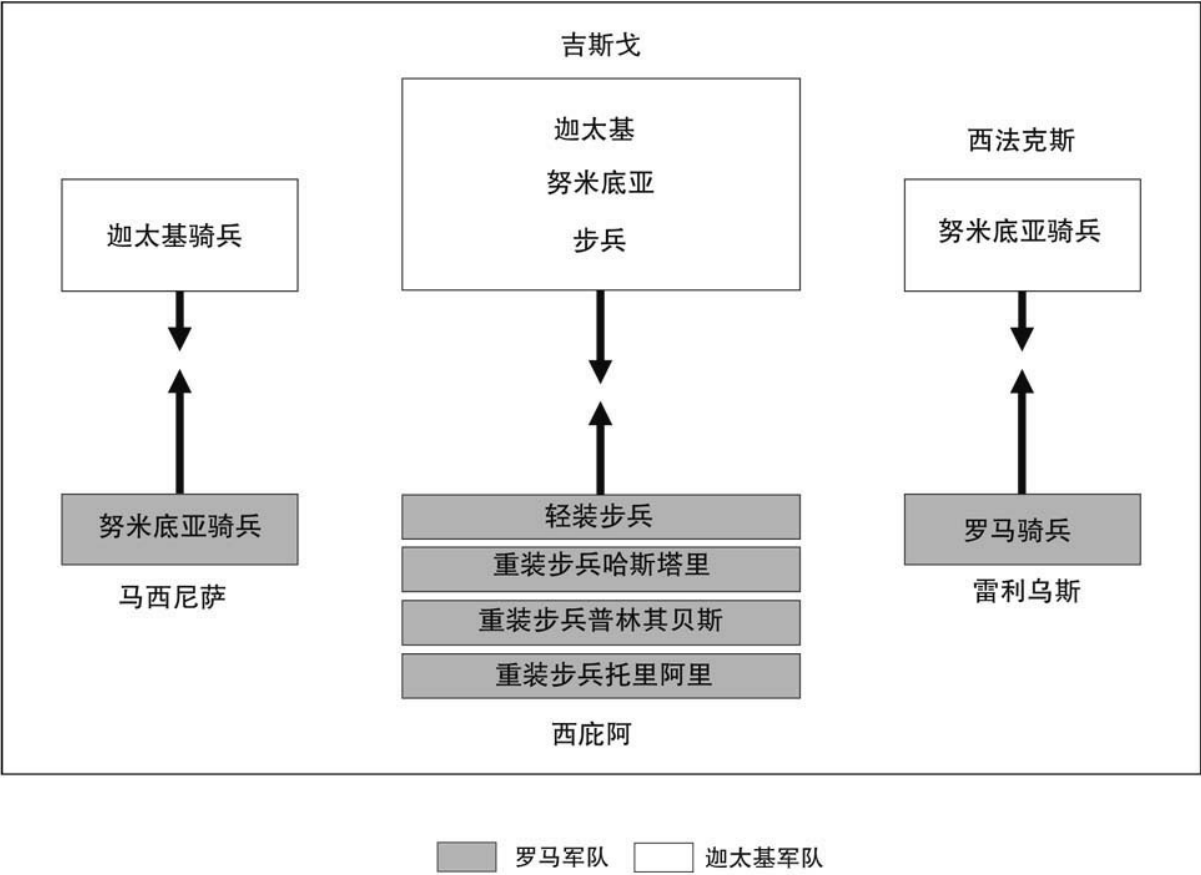 吉斯戈
迦太基
努米底亚
步兵
西法克斯
迦太基骑兵
努米底亚骑兵
努米底亚骑兵
马西尼萨
轻装步兵
重装步兵哈斯塔里
重装步兵普林其贝斯
重装步兵托里阿里
西庇阿
罗马骑兵
雷利乌斯
罗马军队
迦太基军队